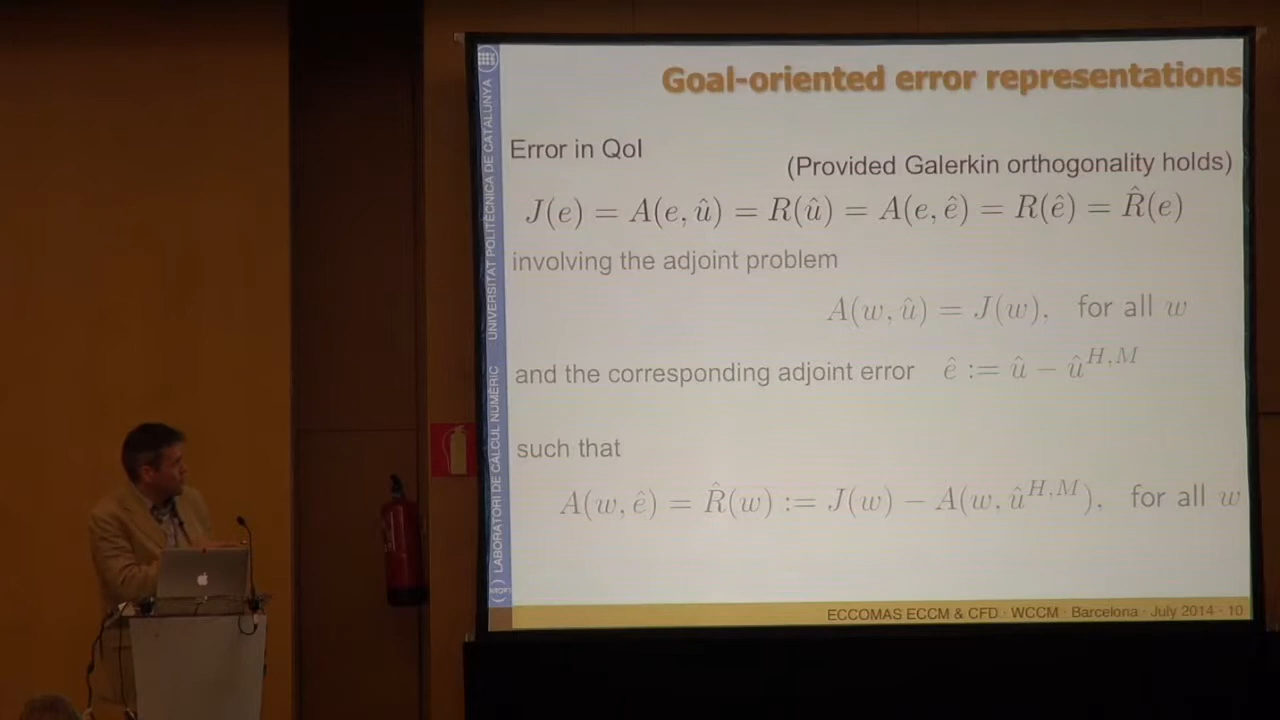 Goal-oriented error representations
Error in QoI
(Provided Galerkin orthogonality holds)
J(e) = A(e, û) = R(û) = A(e, ê) = R(ê) = R̂(e)
involving the adjoint problem
A(w, û) = J(w), for all w
and the corresponding adjoint error ê := û − û^{H,M}
such that
A(w, ê) = R̂(w) := J(w) − A(w, û^{H,M}), for all w
ECCOMAS ECCM & CFD · WCCM · Barcelona · July 2014 · 10
LABORATORI DE CÀLCUL NUMÈRIC UNIVERSITAT POLITÈCNICA DE CATALUNYA